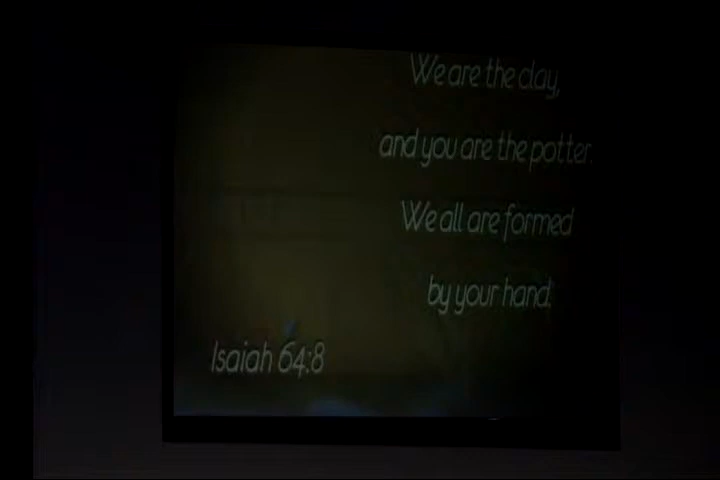 We are the clay,
and you are the potter.
We all are formed
by your hand.
Isaiah 64:8